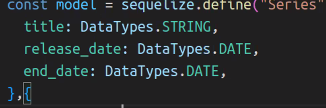 const model = sequelize.define("Series"
title: DataTypes.STRING,
release_date: DataTypes.DATE,
end_date: DataTypes.DATE,
},{